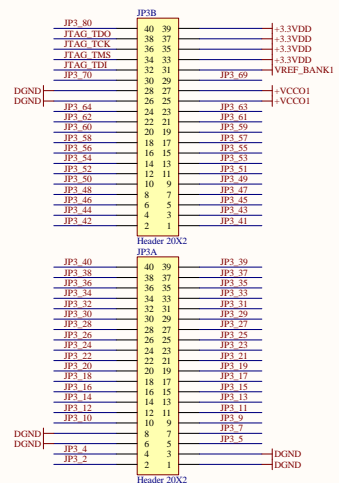 JP3B
JP3_80 40 39 +3.3VDD
JTAG_TDO 38 37 +3.3VDD
JTAG_TCK 36 35 +3.3VDD
JTAG_TMS 34 33 +3.3VDD
JTAG_TDI 32 31 VREF_BANK1
JP3_70 30 29 JP3_69
DGND 28 27 +VCCO1
DGND 26 25 +VCCO1
JP3_64 24 23 JP3_63
JP3_62 22 21 JP3_61
JP3_60 20 19 JP3_59
JP3_58 18 17 JP3_57
JP3_56 16 15 JP3_55
JP3_54 14 13 JP3_53
JP3_52 12 11 JP3_51
JP3_50 10 9 JP3_49
JP3_48 8 7 JP3_47
JP3_46 6 5 JP3_45
JP3_44 4 3 JP3_43
JP3_42 2 1 JP3_41
Header 20X2
JP3A
JP3_40 40 39 JP3_39
JP3_38 38 37 JP3_37
JP3_36 36 35 JP3_35
JP3_34 34 33 JP3_33
JP3_32 32 31 JP3_31
JP3_30 30 29 JP3_29
JP3_28 28 27 JP3_27
JP3_26 26 25 JP3_25
JP3_24 24 23 JP3_23
JP3_22 22 21 JP3_21
JP3_20 20 19 JP3_19
JP3_18 18 17 JP3_17
JP3_16 16 15 JP3_15
JP3_14 14 13 JP3_13
JP3_12 12 11 JP3_11
JP3_10 10 9 JP3_9
DGND 8 7 JP3_7
DGND 6 5 JP3_5
JP3_4 4 3 DGND
JP3_2 2 1 DGND
Header 20X2